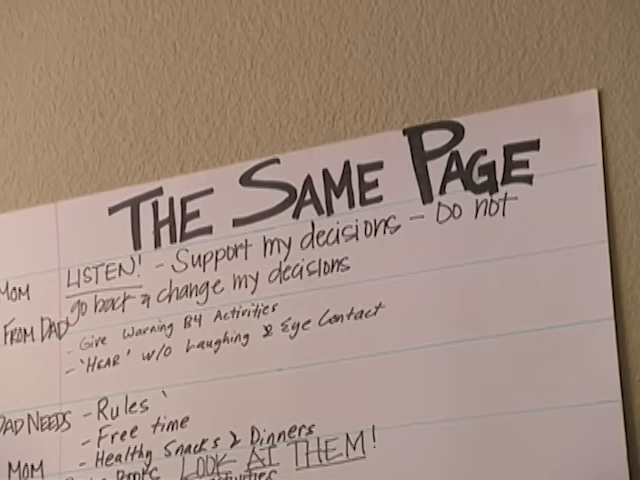 THE SAME PAGE
MOM LISTEN! - Support my decisions - Do not
go back & change my decisions
FROM DAD
- Give Warning B4 Activities
- 'HEAR' w/o Laughing & Eye Contact
DAD NEEDS - Rules
- Free time
- Healthy Snacks & Dinners
MOM Books LOOK AT THEM!